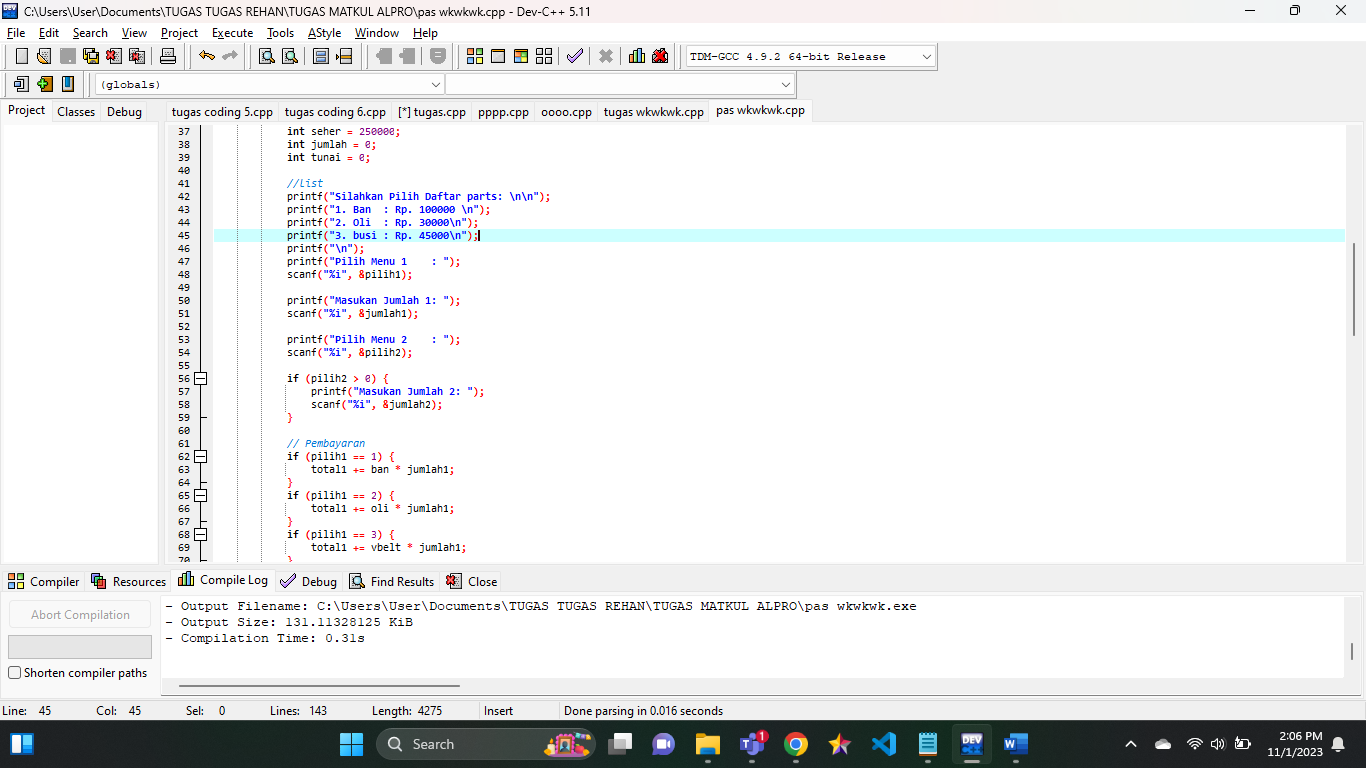 C:\Users\User\Documents\TUGAS TUGAS REHAN\TUGAS MATKUL ALPRO\pas wkwkwk.cpp - Dev-C++ 5.11
File Edit Search View Project Execute Tools AStyle Window Help
TDM-GCC 4.9.2 64-bit Release
(globals)
Project Classes Debug tugas coding 5.cpp tugas coding 6.cpp [*] tugas.cpp pppp.cpp oooo.cpp tugas wkwkwk.cpp pas wkwkwk.cpp
37 int seher = 250000;
38 int jumlah = 0;
39 int tunai = 0;
40
41 //list
42 printf("Silahkan Pilih Daftar parts: \n\n");
43 printf("1. Ban  : Rp. 100000 \n");
44 printf("2. Oli  : Rp. 30000\n");
45 printf("3. busi : Rp. 45000\n");
46 printf("\n");
47 printf("Pilih Menu 1    : ");
48 scanf("%i", &pilih1);
49
50 printf("Masukan Jumlah 1: ");
51 scanf("%i", &jumlah1);
52
53 printf("Pilih Menu 2    : ");
54 scanf("%i", &pilih2);
55
56 if (pilih2 > 0) {
57 printf("Masukan Jumlah 2: ");
58 scanf("%i", &jumlah2);
59 }
60
61 // Pembayaran
62 if (pilih1 == 1) {
63 total1 += ban * jumlah1;
64 }
65 if (pilih1 == 2) {
66 total1 += oli * jumlah1;
67 }
68 if (pilih1 == 3) {
69 total1 += vbelt * jumlah1;
70 }
Compiler Resources Compile Log Debug Find Results Close
Abort Compilation
Shorten compiler paths
- Output Filename: C:\Users\User\Documents\TUGAS TUGAS REHAN\TUGAS MATKUL ALPRO\pas wkwkwk.exe
- Output Size: 131.11328125 KiB
- Compilation Time: 0.31s
Line: 45 Col: 45 Sel: 0 Lines: 143 Length: 4275 Insert Done parsing in 0.016 seconds
Search
1
DEV
2:06 PM
11/1/2023